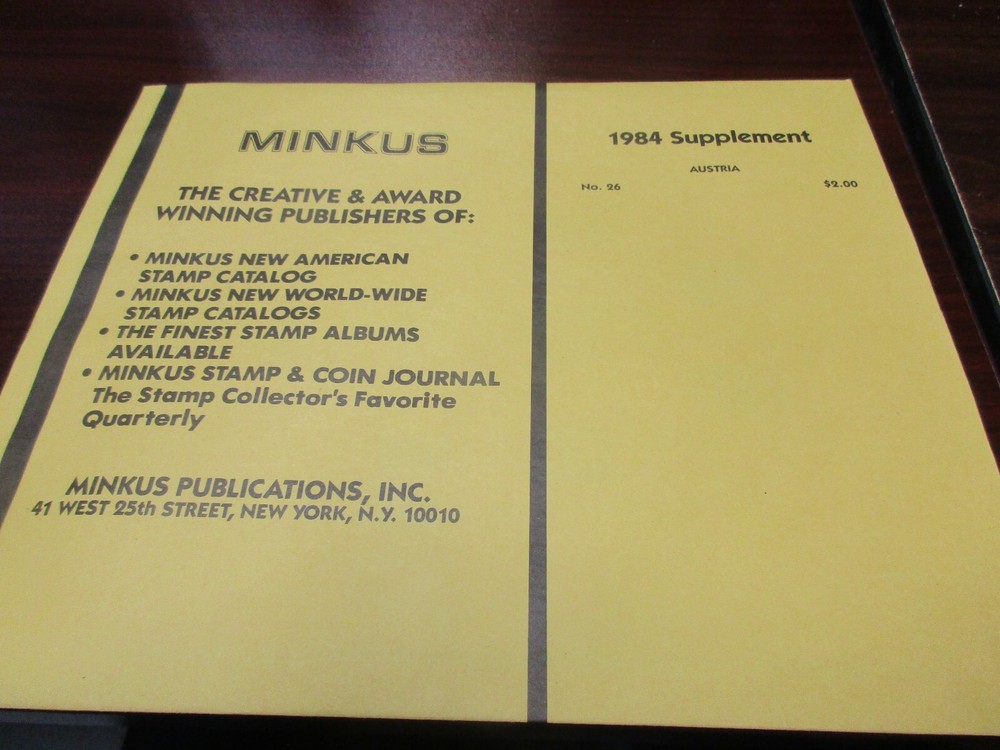 MINKUS
THE CREATIVE & AWARD
WINNING PUBLISHERS OF:
• MINKUS NEW AMERICAN
STAMP CATALOG
• MINKUS NEW WORLD-WIDE
STAMP CATALOGS
• THE FINEST STAMP ALBUMS
AVAILABLE
• MINKUS STAMP & COIN JOURNAL
The Stamp Collector's Favorite
Quarterly
MINKUS PUBLICATIONS, INC.
41 WEST 25th STREET, NEW YORK, N.Y. 10010
1984 Supplement
AUSTRIA
No. 26 $2.00